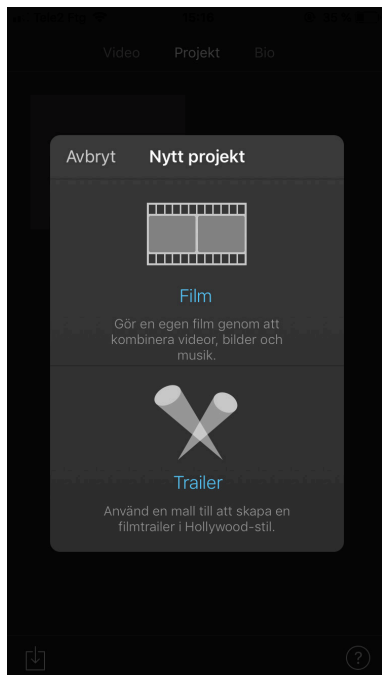 Video Projekt Bio
Avbryt Nytt projekt
Film
Gör en egen film genom att
kombinera videor, bilder och
musik.
Trailer
Använd en mall till att skapa en
filmtrailer i Hollywood-stil.
?